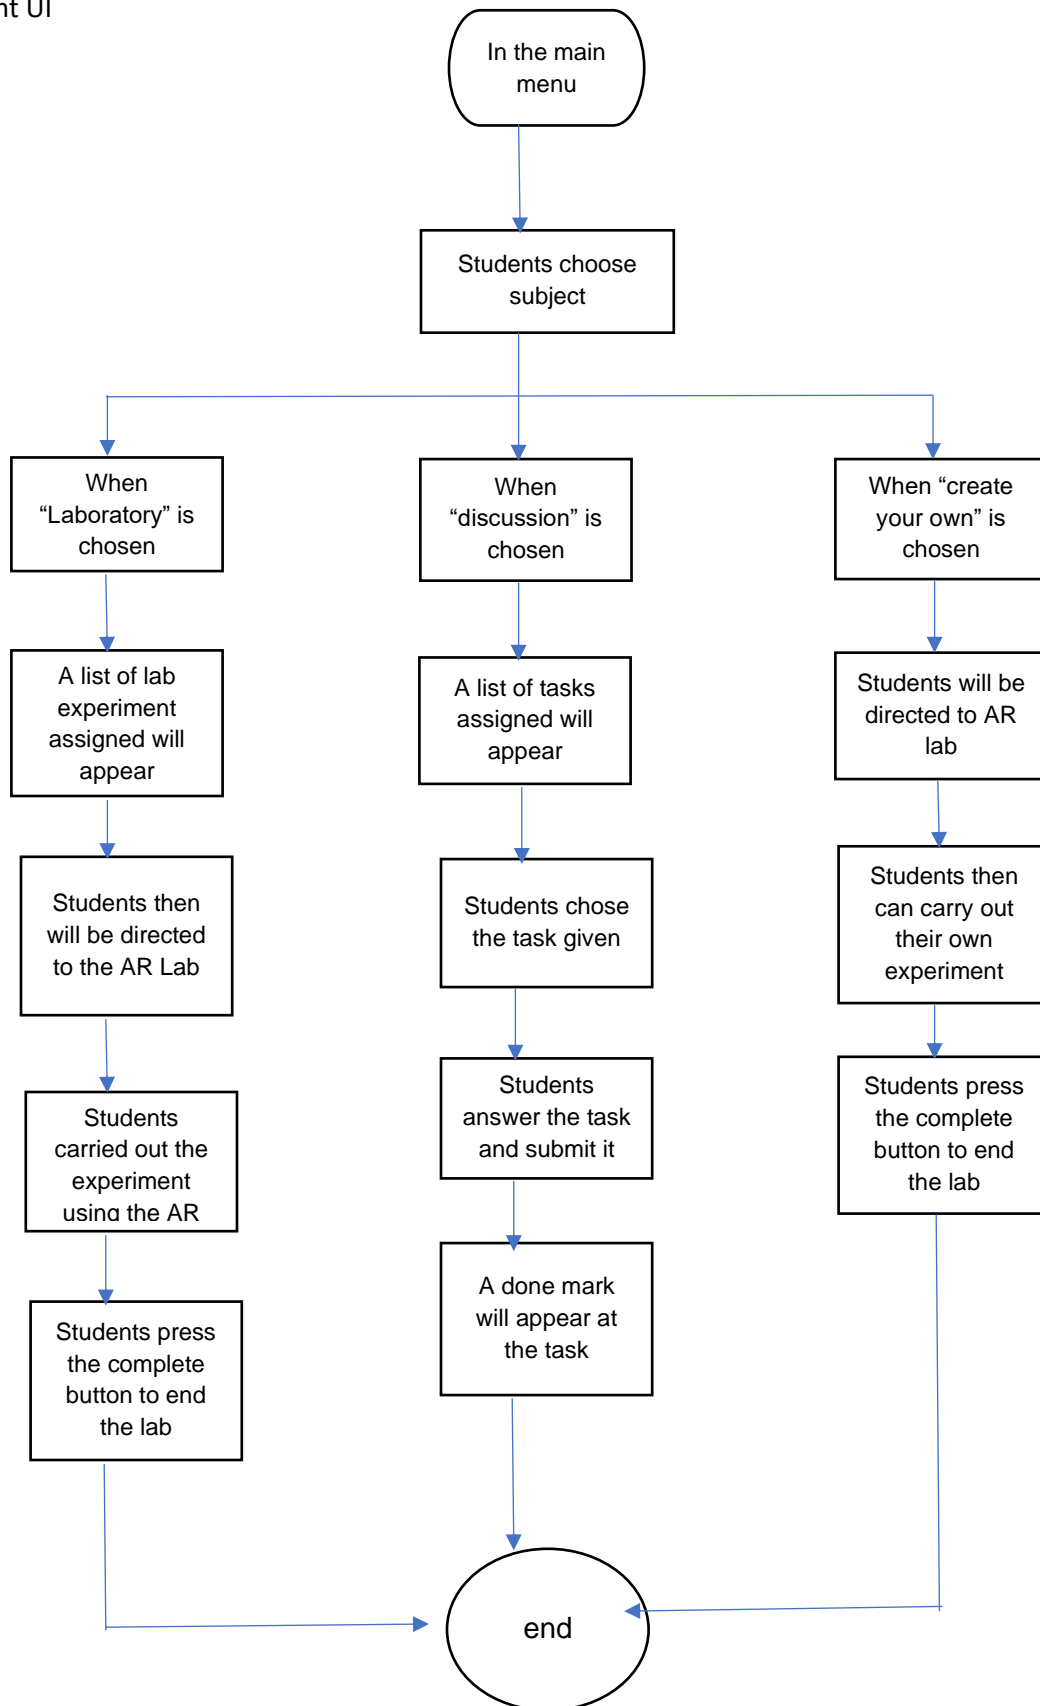 nt UI
In the main
menu
Students choose
subject
When
“Laboratory” is
chosen
A list of lab
experiment
assigned will
appear
Students then
will be directed
to the AR Lab
Students
carried out the
experiment
using the AR
Students press
the complete
button to end
the lab
When
“discussion” is
chosen
A list of tasks
assigned will
appear
Students chose
the task given
Students
answer the task
and submit it
A done mark
will appear at
the task
When “create
your own” is
chosen
Students will be
directed to AR
lab
Students then
can carry out
their own
experiment
Students press
the complete
button to end
the lab
end